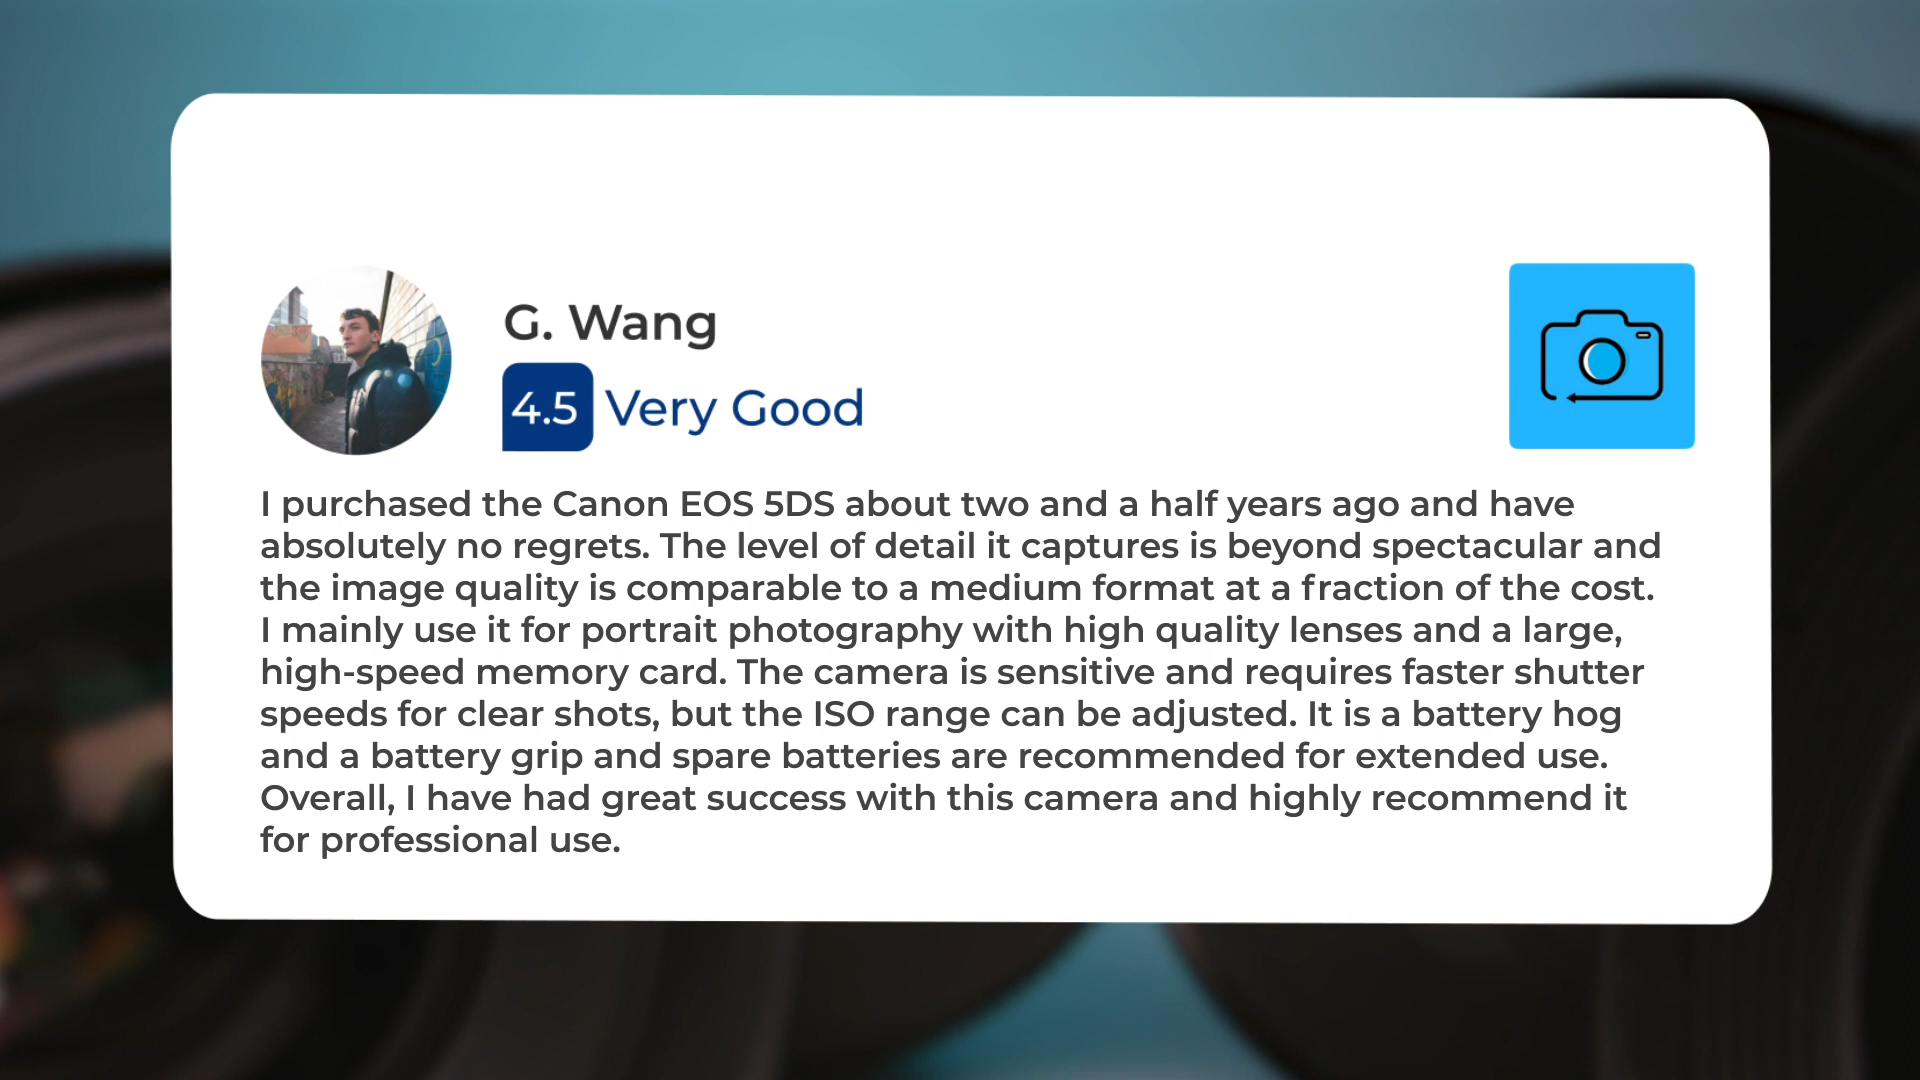 G. Wang
4.5 Very Good
I purchased the Canon EOS 5DS about two and a half years ago and have
absolutely no regrets. The level of detail it captures is beyond spectacular and
the image quality is comparable to a medium format at a fraction of the cost.
I mainly use it for portrait photography with high quality lenses and a large,
high-speed memory card. The camera is sensitive and requires faster shutter
speeds for clear shots, but the ISO range can be adjusted. It is a battery hog
and a battery grip and spare batteries are recommended for extended use.
Overall, I have had great success with this camera and highly recommend it
for professional use.